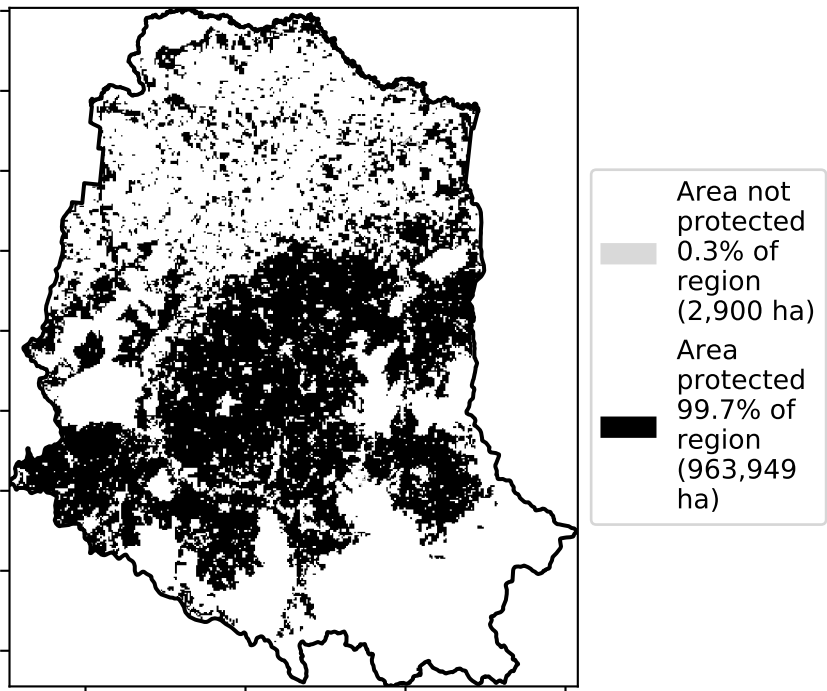 Area not
protected
0.3% of
region
(2,900 ha)
Area
protected
99.7% of
region
(963,949
ha)